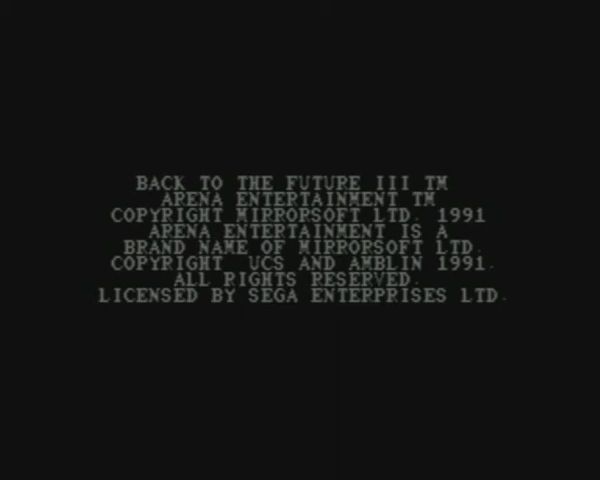 BACK TO THE FUTURE III TM
ARENA ENTERTAINMENT TM
COPYRIGHT MIRRORSOFT LTD. 1991
ARENA ENTERTAINMENT IS A
BRAND NAME OF MIRRORSOFT LTD.
COPYRIGHT  UCS AND AMBLIN 1991.
ALL RIGHTS RESERVED.
LICENSED BY SEGA ENTERPRISES LTD.